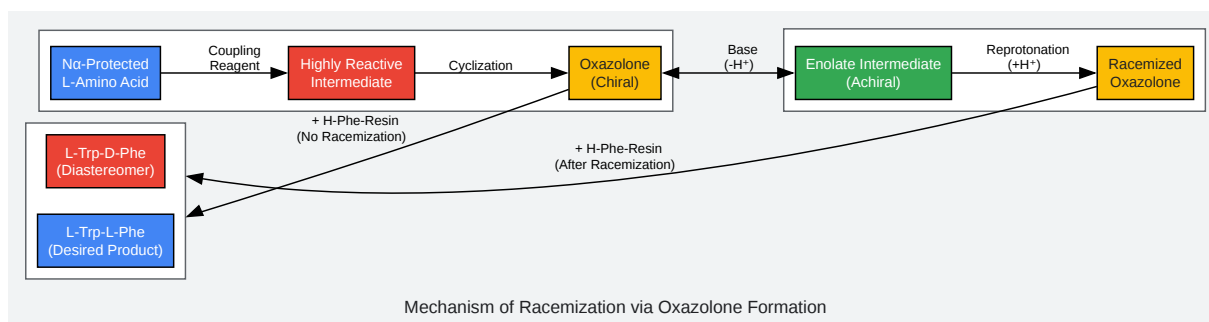 Nα-Protected
L-Amino Acid
Coupling
Reagent
Highly Reactive
Intermediate
Cyclization
Oxazolone
(Chiral)
Base
(-H⁺)
Enolate Intermediate
(Achiral)
Reprotonation
(+H⁺)
Racemized
Oxazolone
+ H-Phe-Resin
(No Racemization)
+ H-Phe-Resin
(After Racemization)
L-Trp-D-Phe
(Diastereomer)
L-Trp-L-Phe
(Desired Product)
Mechanism of Racemization via Oxazolone Formation